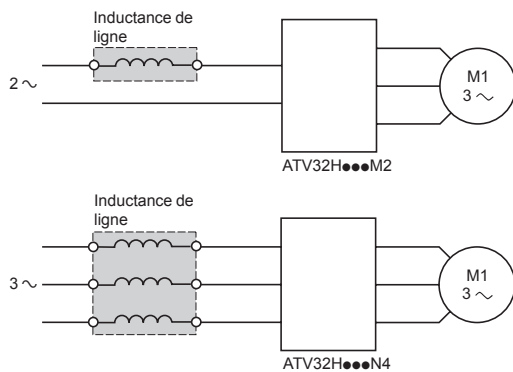 Inductance de
ligne
2 ~
M1
3 ~
ATV32H●●●M2
Inductance de
ligne
3 ~
M1
3 ~
ATV32H●●●N4